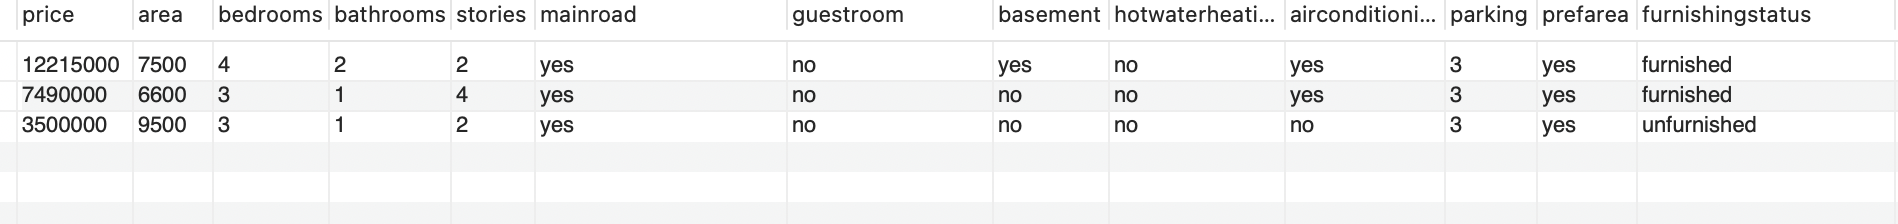 price area bedrooms bathrooms stories mainroad guestroom basement hotwaterheati... airconditioni... parking prefarea furnishingstatus
12215000 7500 4 2 2 yes no yes no yes 3 yes furnished
7490000 6600 3 1 4 yes no no no yes 3 yes furnished
3500000 9500 3 1 2 yes no no no no 3 yes unfurnished